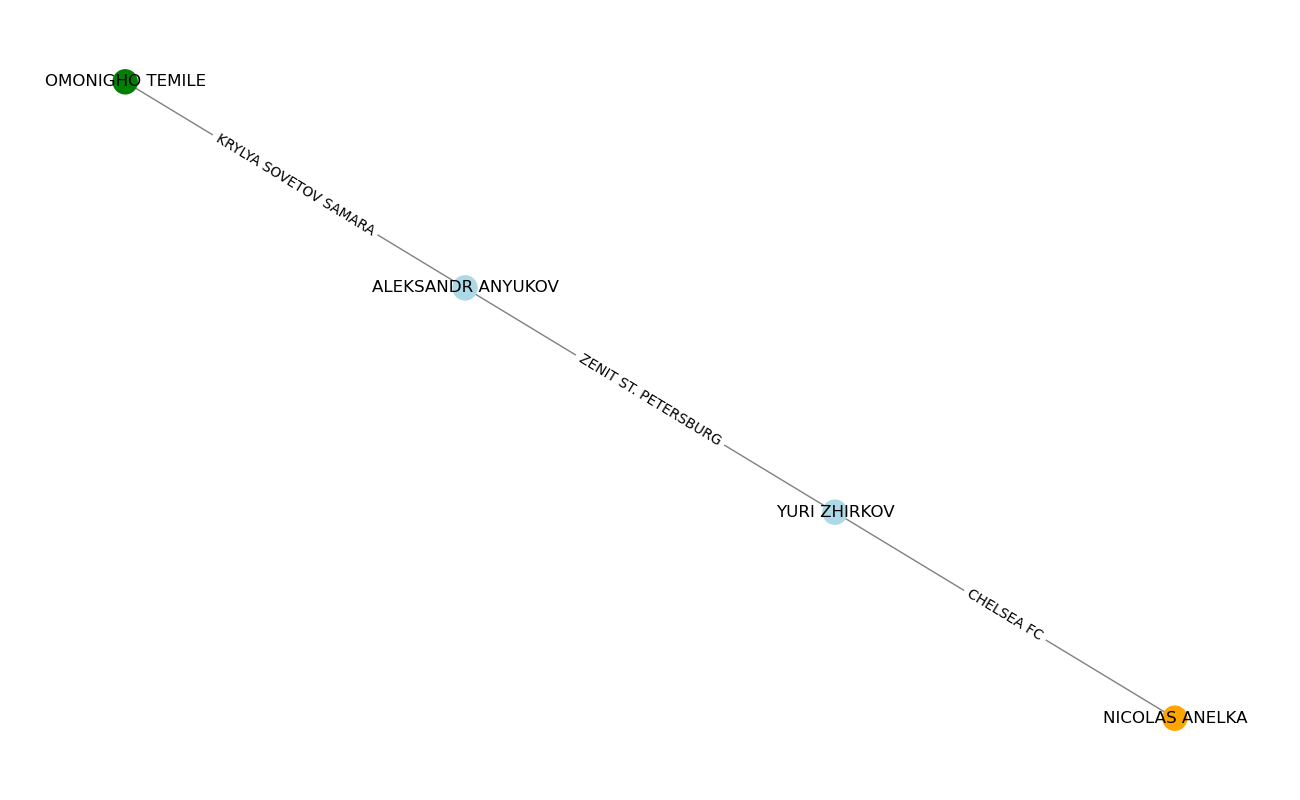 OMONIGHO TEMILE
KRYLYA SOVETOV SAMARA
ALEKSANDR ANYUKOV
ZENIT ST. PETERSBURG
YURI ZHIRKOV
CHELSEA FC
NICOLAS ANELKA